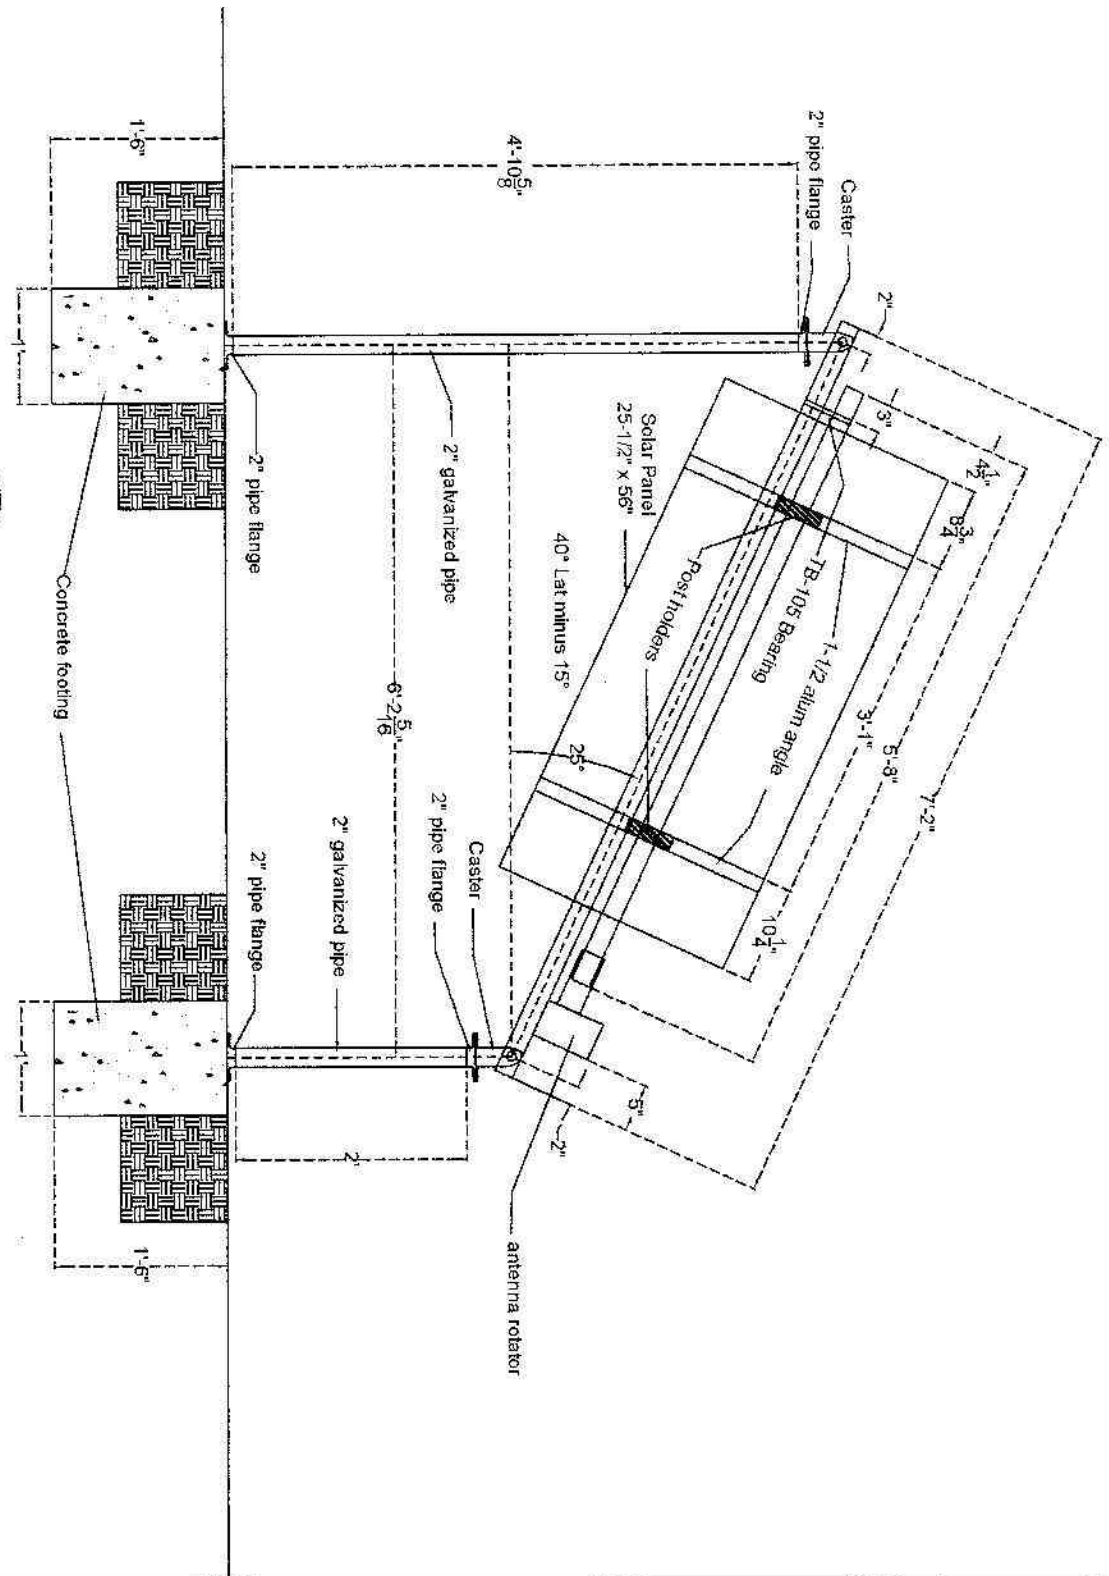 2"
Caster
2" pipe flange
4'-10 5/8"
1'-6"
3"
4 1/2"
8 3/4"
3'-1"
5'-8"
7'-2"
1-1/2 alum angle
TB-105 Bearing
Post holders
Solar Panel
25-1/2" x 56"
40° Lat minus 15°
25°
10 1/4"
2" galvanized pipe
6'-2 5/16"
2" pipe flange
Concrete footing
Caster
2" pipe flange
2" galvanized pipe
2" pipe flange
5"
2"
2'
antenna rotator
1'
1'-6"